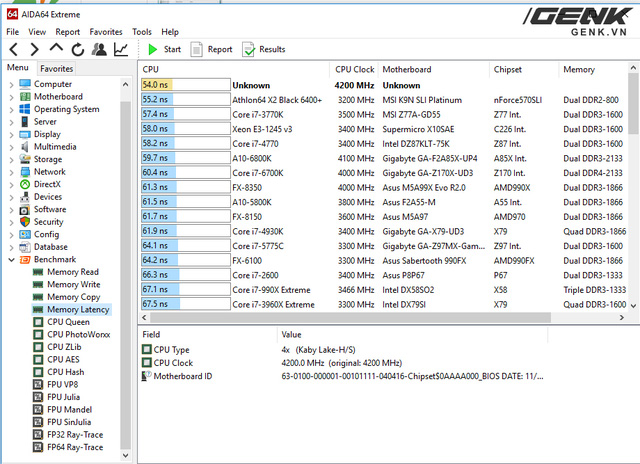 AIDA64 Extreme
GENK
GENK.VN
File View Report Favorites Tools Help
Start Report Results
Menu Favorites
Computer
Motherboard
Operating System
Server
Display
Multimedia
Storage
Network
DirectX
Devices
Software
Security
Config
Database
Benchmark
Memory Read
Memory Write
Memory Copy
Memory Latency
CPU Queen
CPU PhotoWorxx
CPU ZLib
CPU AES
CPU Hash
FPU VP8
FPU Julia
FPU Mandel
FPU SinJulia
FP32 Ray-Trace
FP64 Ray-Trace
CPU CPU Clock Motherboard Chipset Memory
54.0 ns Unknown 4200 MHz Unknown
55.2 ns Athlon64 X2 Black 6400+ 3200 MHz MSI K9N SLI Platinum nForce570SLI Dual DDR2-800
57.4 ns Core i7-3770K 3500 MHz MSI Z77A-GD55 Z77 Int. Dual DDR3-1600
58.0 ns Xeon E3-1245 v3 3400 MHz Supermicro X10SAE C226 Int. Dual DDR3-1600
58.2 ns Core i7-4770 3400 MHz Intel DZ87KLT-75K Z87 Int. Dual DDR3-1600
59.7 ns A10-6800K 4100 MHz Gigabyte GA-F2A85X-UP4 A85X Int. Dual DDR3-2133
60.4 ns Core i7-6700K 4000 MHz Gigabyte GA-Z170X-UD3 Z170 Int. Dual DDR4-2133
61.3 ns FX-8350 4000 MHz Asus M5A99X Evo R2.0 AMD990X Dual DDR3-1866
61.5 ns A10-5800K 3800 MHz Asus F2A55-M A55 Int. Dual DDR3-1866
61.7 ns FX-8150 3600 MHz Asus M5A97 AMD970 Dual DDR3-1866
61.9 ns Core i7-4930K 3400 MHz Gigabyte GA-X79-UD3 X79 Quad DDR3-1866
64.1 ns Core i7-5775C 3300 MHz Gigabyte GA-Z97MX-Gam... Z97 Int. Dual DDR3-1600
64.2 ns FX-6100 3300 MHz Asus Sabertooth 990FX AMD990FX Dual DDR3-1866
66.3 ns Core i7-2600 3400 MHz Asus P8P67 P67 Dual DDR3-1333
67.1 ns Core i7-990X Extreme 3466 MHz Intel DX58SO2 X58 Triple DDR3-1333
67.5 ns Core i7-3960X Extreme 3300 MHz Intel DX79SI X79 Quad DDR3-1600
Field Value
CPU Type 4x (Kaby Lake-H/S)
CPU Clock 4200.0 MHz (original: 4200 MHz)
Motherboard ID 63-0100-000001-00101111-040416-Chipset$0AAAA000_BIOS DATE: 11/...